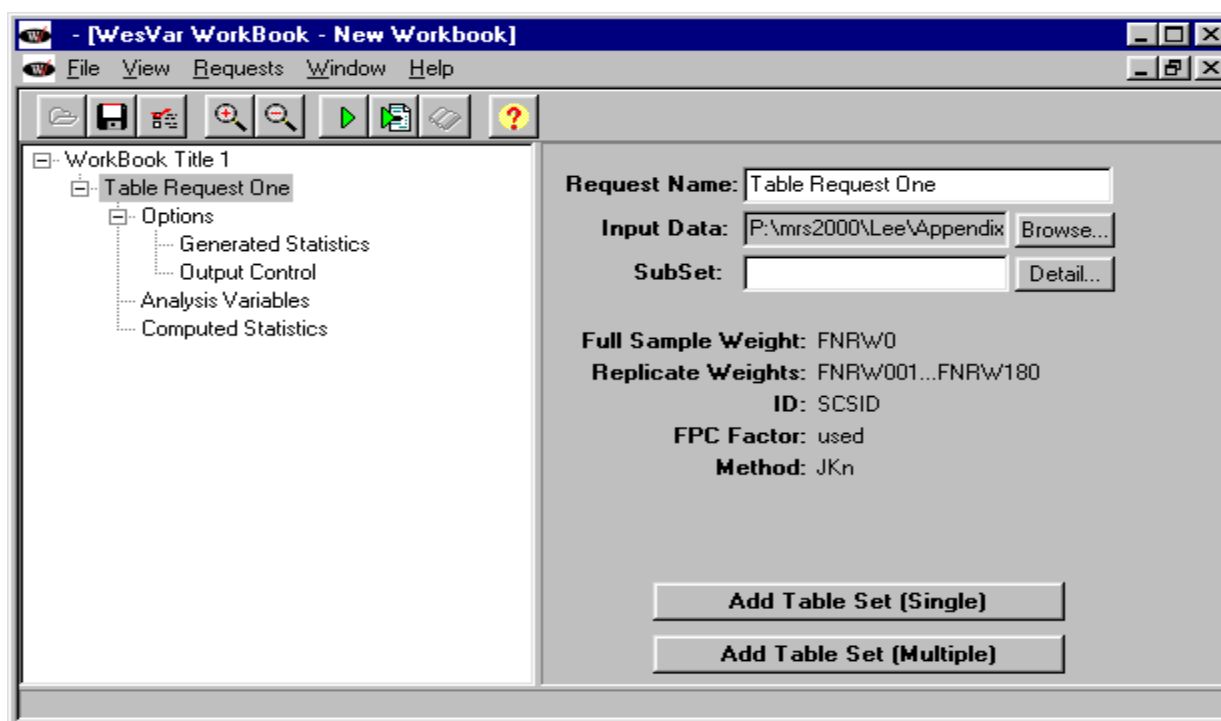 - [WesVar WorkBook - New Workbook]
File View Requests Window Help
WorkBook Title 1
Table Request One
Options
Generated Statistics
Output Control
Analysis Variables
Computed Statistics
Request Name: Table Request One
Input Data: P:\mrs2000\Lee\Appendix Browse...
SubSet: Detail...
Full Sample Weight: FNRW0
Replicate Weights: FNRW001...FNRW180
ID: SCSID
FPC Factor: used
Method: JKn
Add Table Set (Single)
Add Table Set (Multiple)